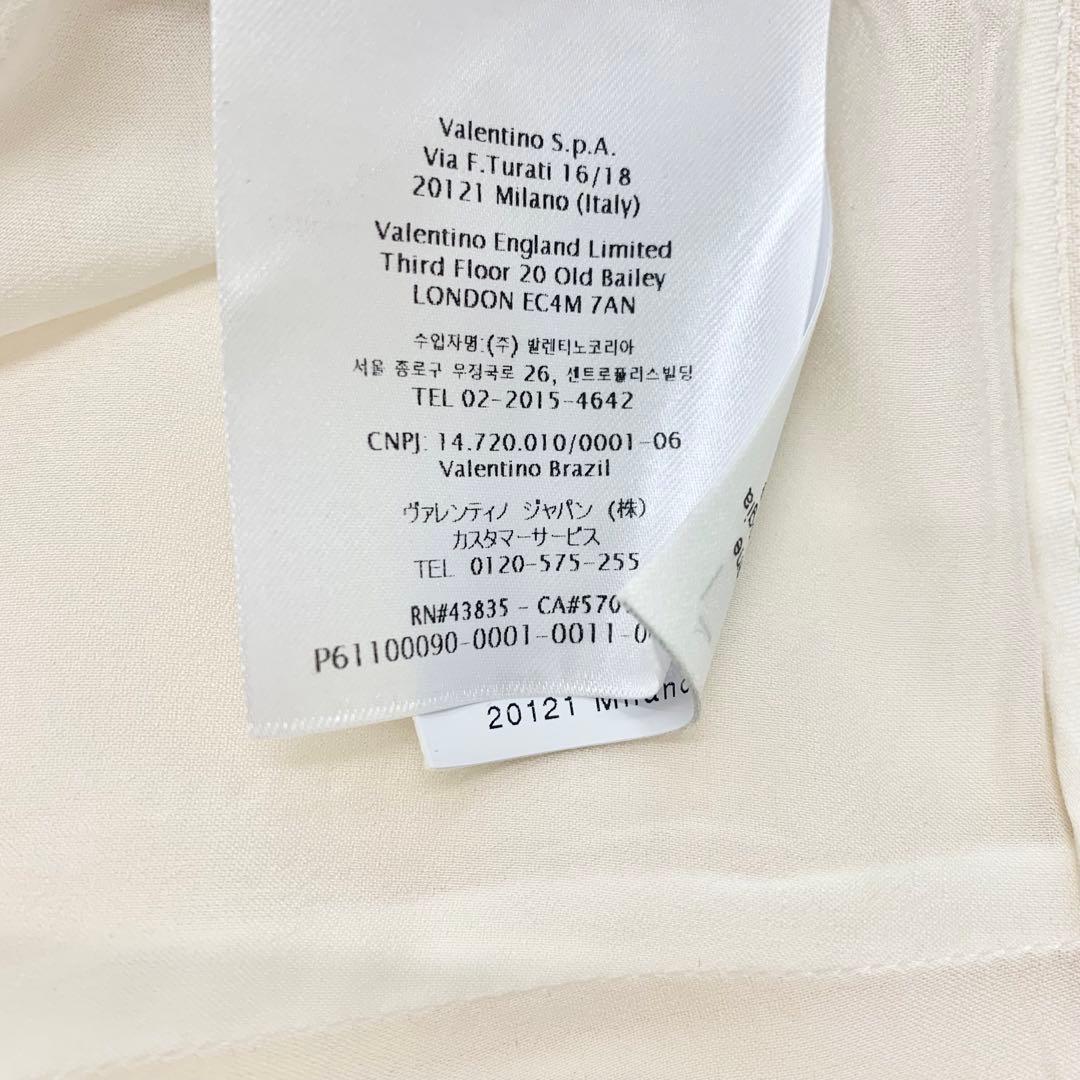 Valentino S.p.A.
Via F.Turati 16/18
20121 Milano (Italy)
Valentino England Limited
Third Floor 20 Old Bailey
LONDON EC4M 7AN
수입자명:(주) 발렌티노코리아
서울 종로구 우정국로 26, 센트로폴리스빌딩
TEL 02-2015-4642
CNPJ: 14.720.010/0001-06
Valentino Brazil
ヴァレンティノ ジャパン (株)
カスタマーサービス
TEL 0120-575-255
RN#43835 - CA#570
P61100090-0001-0011-0
20121 Milano